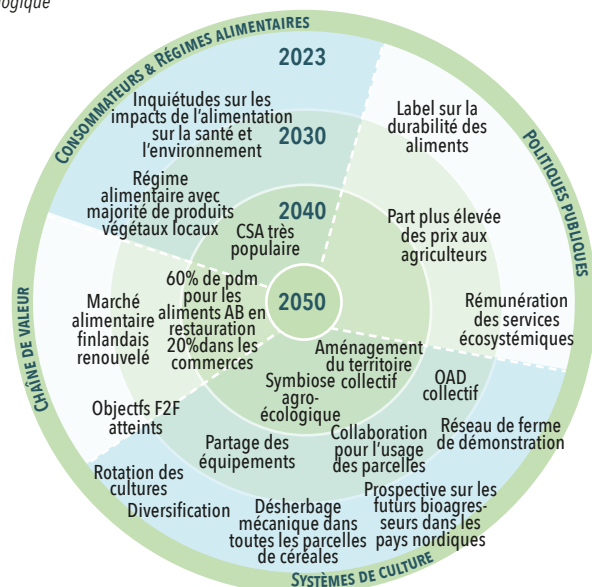 ogique
CONSOMMATEURS & RÉGIMES ALIMENTAIRES
2023
Inquiétudes sur les
impacts de l'alimentation
sur la santé et
l'environnement
2030
Régime
alimentaire avec
majorité de produits
végétaux locaux
2040
CSA très
populaire
2050
POLITIQUES PUBLIQUES
Label sur la
durabilité des
aliments
Part plus élevée
des prix aux
agriculteurs
Rémunération
des services
écosystémiques
CHAÎNE DE VALEUR
Marché
alimentaire
finlandais
renouvelé
60% de pdm
pour les
aliments AB en
restauration
20%dans les
commerces
Objectfs F2F
atteints
Aménagement
du territoire
collectif
Symbiose
agro-
écologique
OAD
collectif
Réseau de ferme
de démonstration
Partage des
équipements
Collaboration
pour l'usage
des parcelles
Rotation des
cultures
Diversification
Désherbage
mécanique dans
toutes les parcelles
de céréales
Prospective sur les
futurs bioagres-
seurs dans les
pays nordiques
SYSTÈMES DE CULTURE